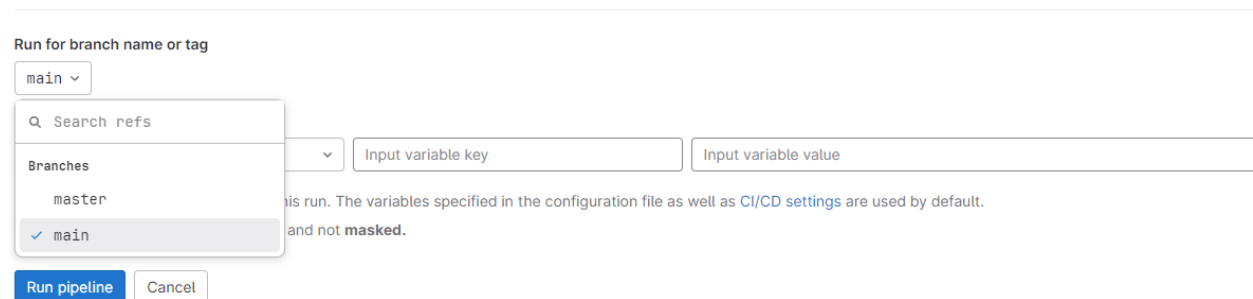 Run for branch name or tag
main
Search refs
Branches
master
main
Input variable key
Input variable value
his run. The variables specified in the configuration file as well as CI/CD settings are used by default.
and not masked.
Run pipeline
Cancel